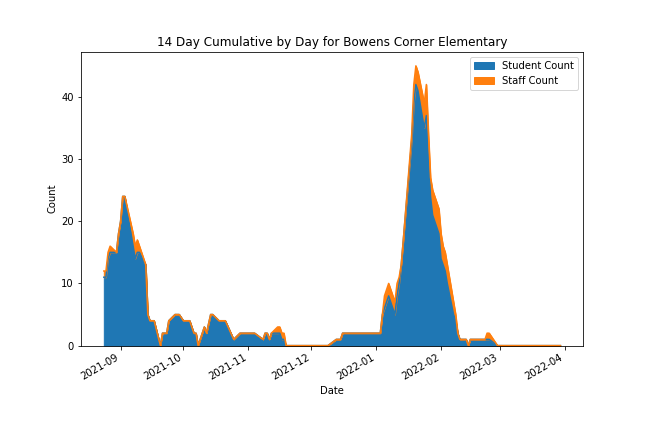 14 Day Cumulative by Day for Bowens Corner Elementary
Student Count
Staff Count
Count
40
30
20
10
0
2021-09
2021-10
2021-11
2021-12
2022-01
2022-02
2022-03
2022-04
Date